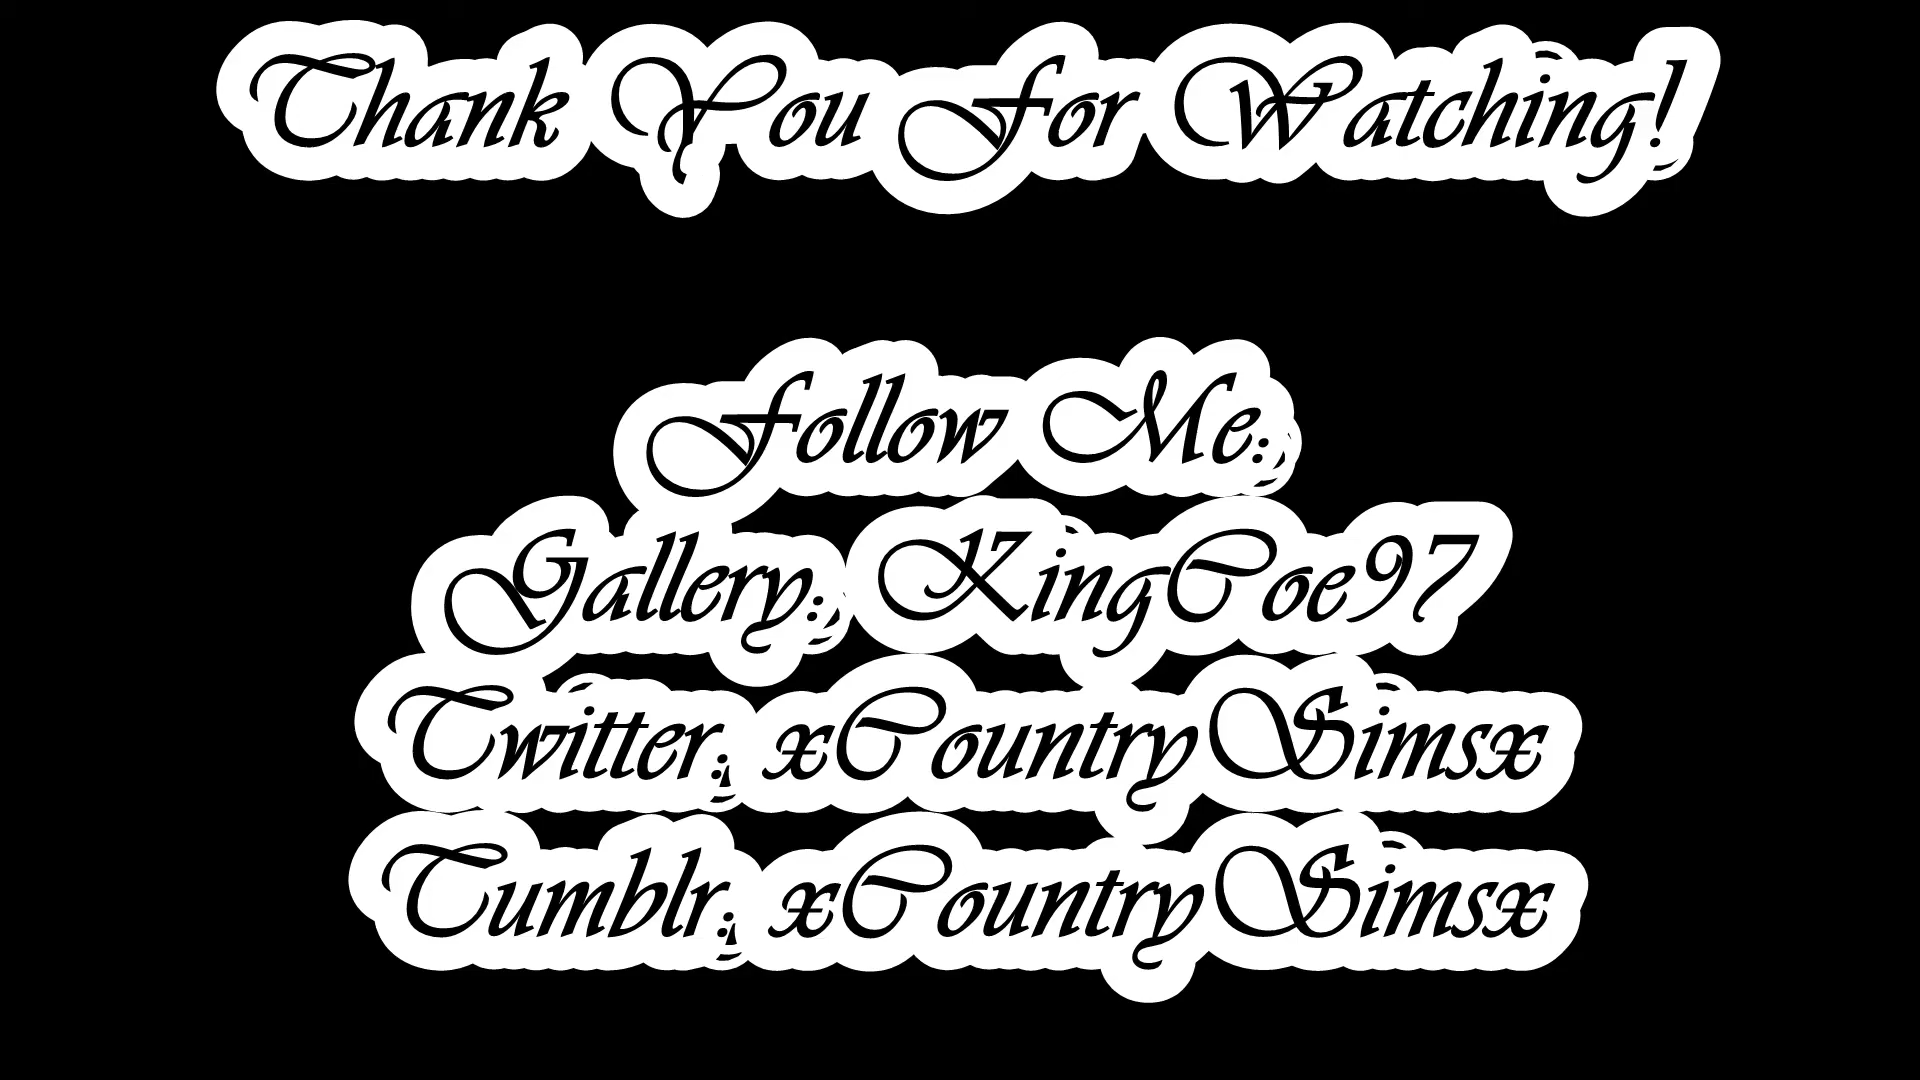 Thank You For Watching!
Follow Me:
Gallery: KingCoe97
Twitter: xCountrySimsx
Tumblr: xCountrySimsx